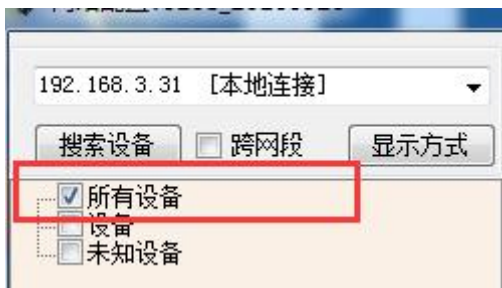 192.168.3.31 [本地连接]
搜索设备 跨网段 显示方式
所有设备
设备
未知设备